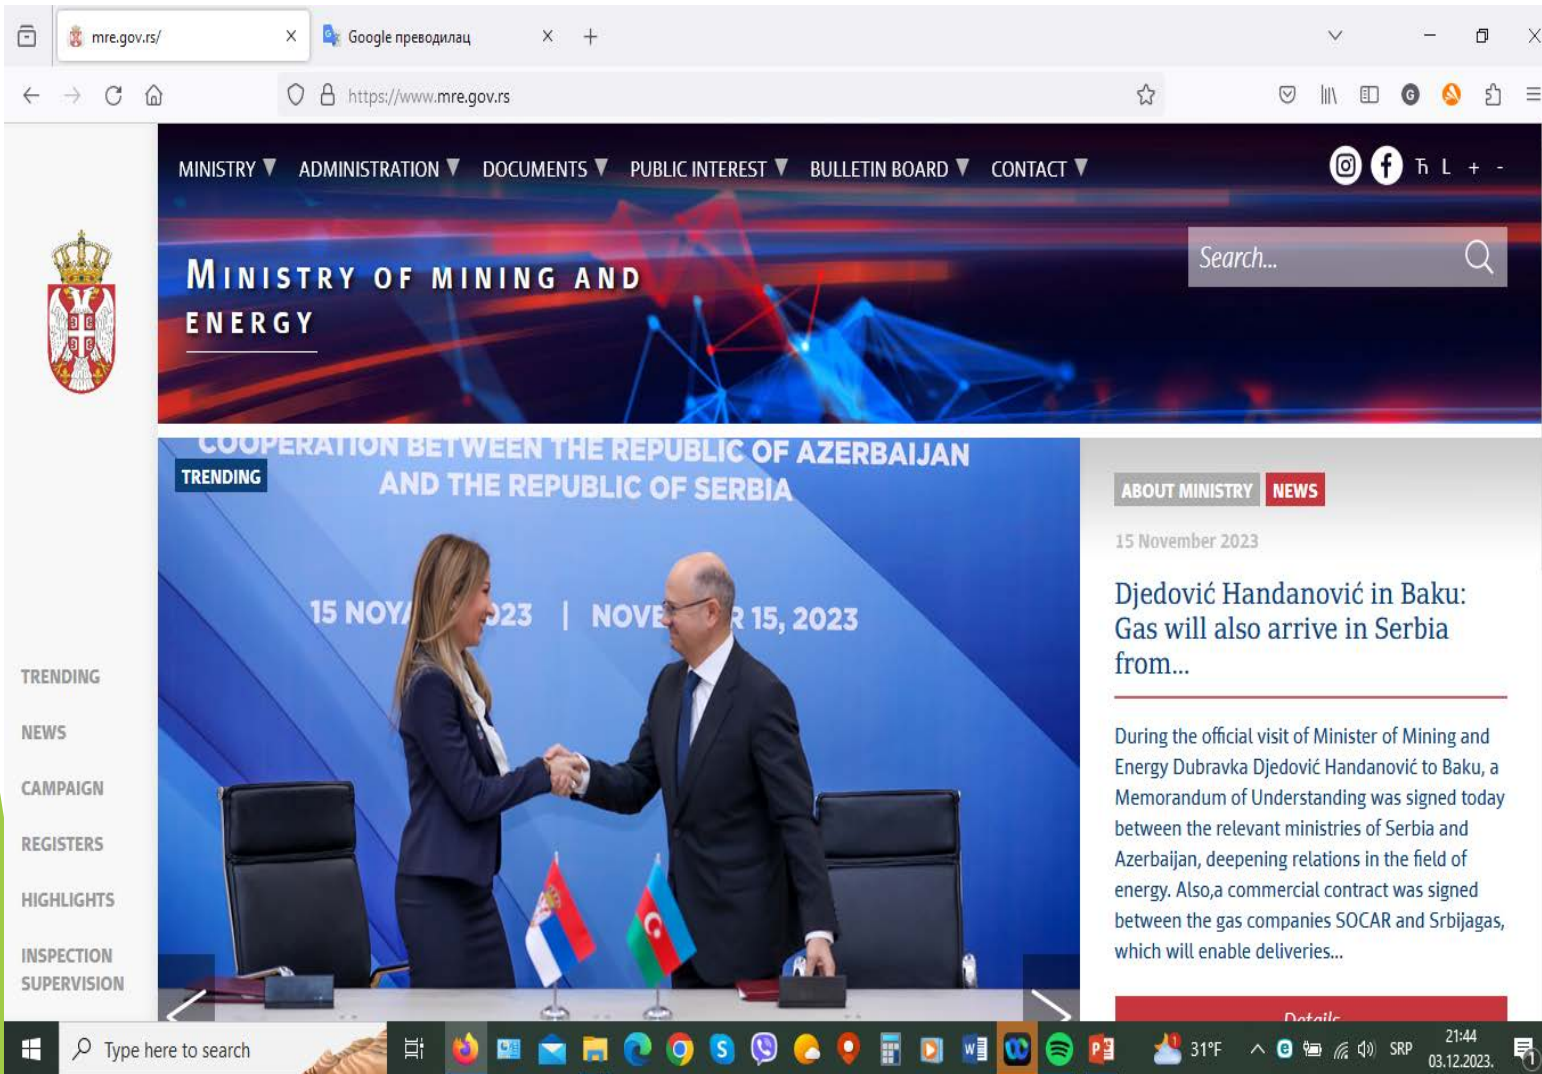 mre.gov.rs/
Google преводилац
https://www.mre.gov.rs
MINISTRY
ADMINISTRATION
DOCUMENTS
PUBLIC INTEREST
BULLETIN BOARD
CONTACT
Ћ L + -
MINISTRY OF MINING AND
ENERGY
Search...
COOPERATION BETWEEN THE REPUBLIC OF AZERBAIJAN
AND THE REPUBLIC OF SERBIA
TRENDING
15 2023 | 15, 2023
ABOUT MINISTRY
NEWS
15 November 2023
Djedović Handanović in Baku:
Gas will also arrive in Serbia
from...
During the official visit of Minister of Mining and
Energy Dubravka Djedović Handanović to Baku, a
Memorandum of Understanding was signed today
between the relevant ministries of Serbia and
Azerbaijan, deepening relations in the field of
energy. Also,a commercial contract was signed
between the gas companies SOCAR and Srbijagas,
which will enable deliveries...
Details
TRENDING
NEWS
CAMPAIGN
REGISTERS
HIGHLIGHTS
INSPECTION
SUPERVISION
Type here to search
31°F
SRP
21:44
03.12.2023.